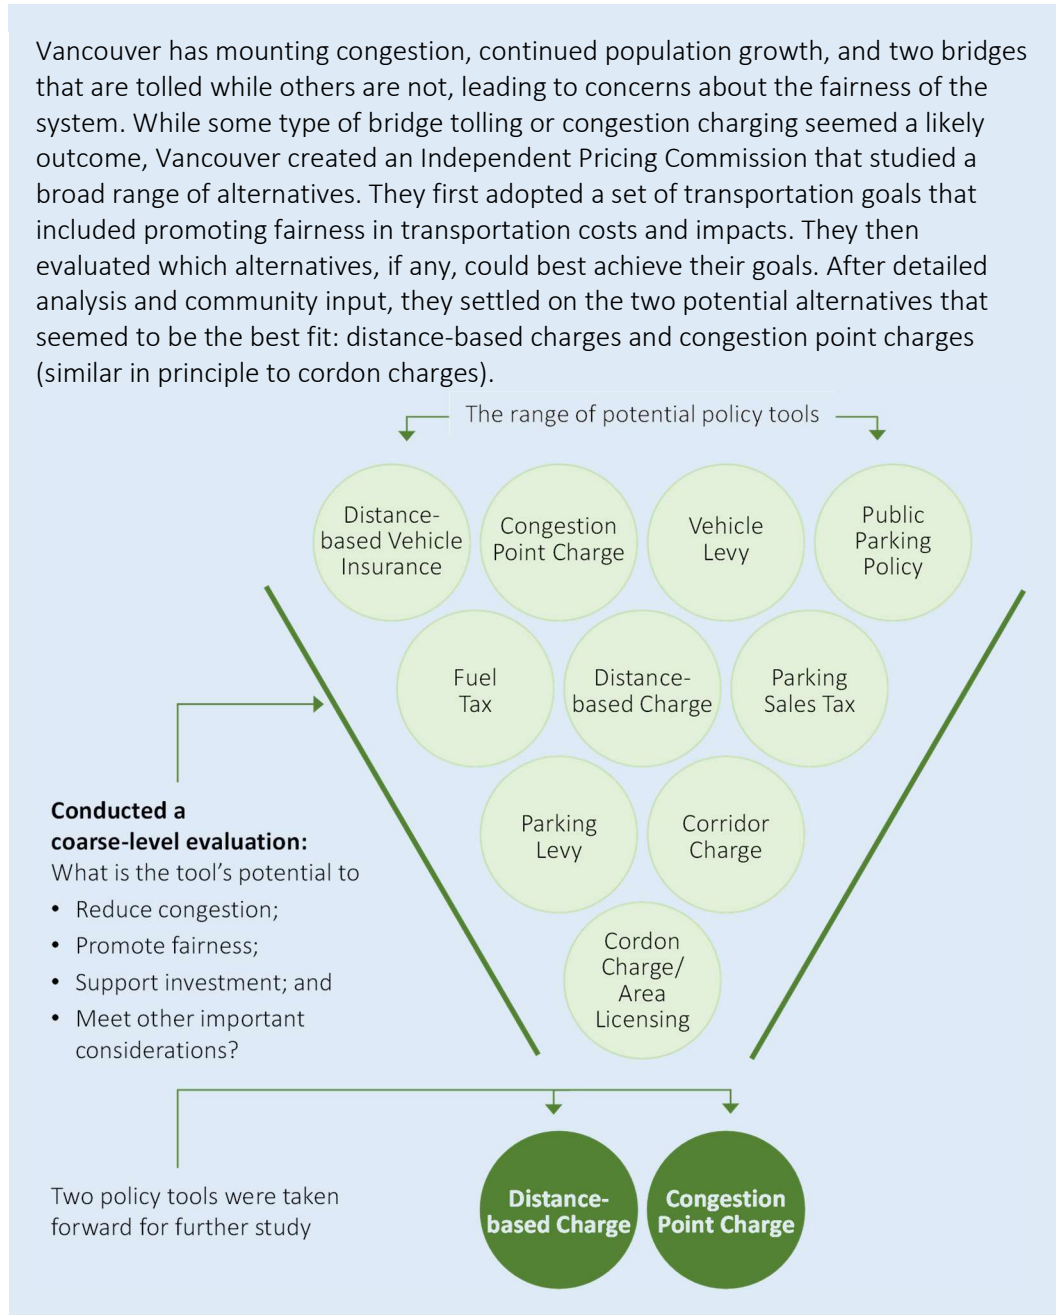 Vancouver has mounting congestion, continued population growth, and two bridges
that are tolled while others are not, leading to concerns about the fairness of the
system. While some type of bridge tolling or congestion charging seemed a likely
outcome, Vancouver created an Independent Pricing Commission that studied a
broad range of alternatives. They first adopted a set of transportation goals that
included promoting fairness in transportation costs and impacts. They then
evaluated which alternatives, if any, could best achieve their goals. After detailed
analysis and community input, they settled on the two potential alternatives that
seemed to be the best fit: distance-based charges and congestion point charges
(similar in principle to cordon charges).
The range of potential policy tools
Distance-
based Vehicle
Insurance
Congestion
Point Charge
Vehicle
Levy
Public
Parking
Policy
Fuel
Tax
Distance-
based Charge
Parking
Sales Tax
Parking
Levy
Corridor
Charge
Cordon
Charge/
Area
Licensing
Conducted a
coarse-level evaluation:
What is the tool's potential to
• Reduce congestion;
• Promote fairness;
• Support investment; and
• Meet other important
considerations?
Two policy tools were taken
forward for further study
Distance-
based Charge
Congestion
Point Charge